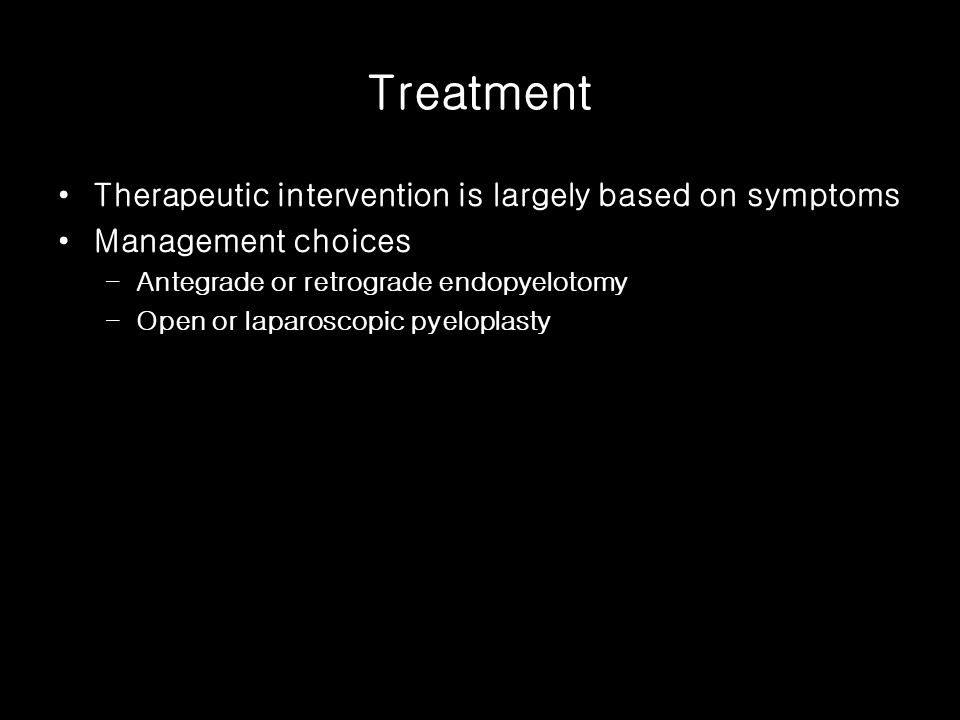 Treatment
• Therapeutic intervention is largely based on symptoms
• Management choices
– Antegrade or retrograde endopyelotomy
– Open or laparoscopic pyeloplasty